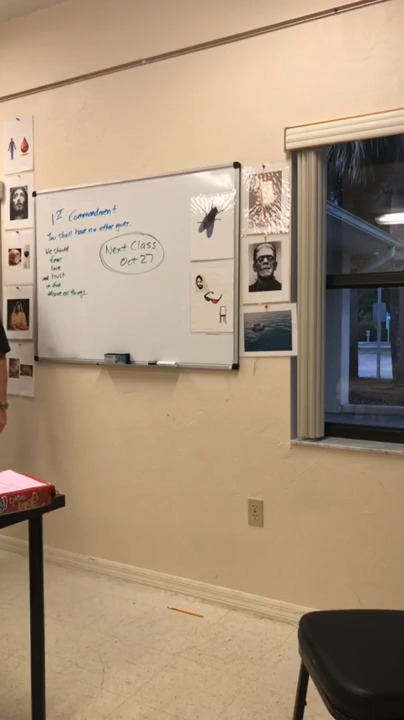 1st Commandment
You shall have no other gods.
We should
fear
love
and trust
in God
above all things.
Next Class
Oct 27